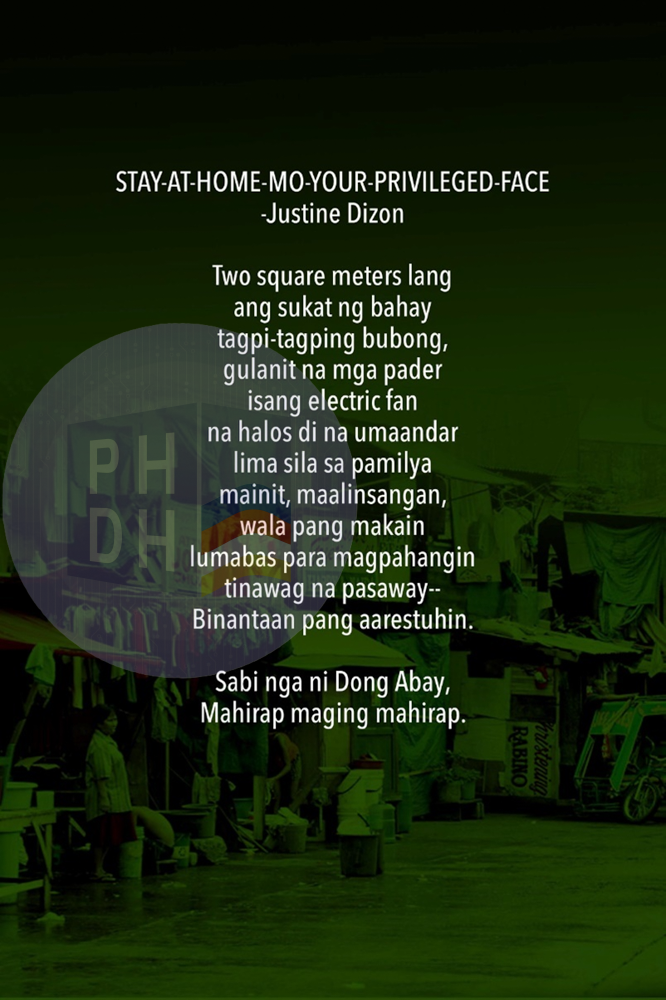 STAY-AT-HOME-MO-YOUR-PRIVILEGED-FACE
-Justine Dizon
Two square meters lang
ang sukat ng bahay
tagpi-tagping bubong,
gulanit na mga pader
isang electric fan
na halos di na umaandar
lima sila sa pamilya
mainit, maalinsangan,
wala pang makain
lumabas para magpahangin
tinawag na pasaway--
Binantaan pang aarestuhin.
Sabi nga ni Dong Abay,
Mahirap maging mahirap.
PH
DH
RABINO